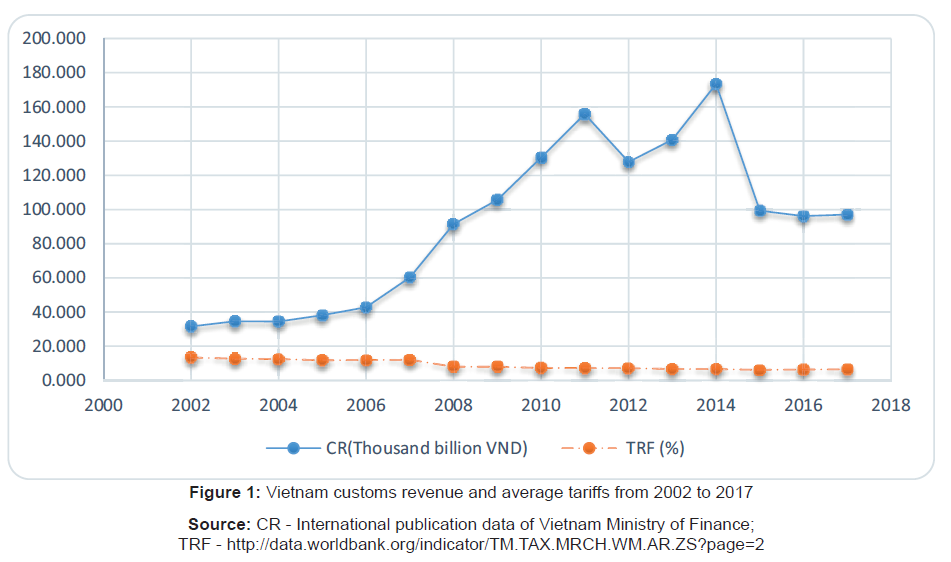 200.000
180.000
160.000
140.000
120.000
100.000
80.000
60.000
40.000
20.000
0.000
2000 2002 2004 2006 2008 2010 2012 2014 2016 2018
CR(Thousand billion VND) TRF (%)
Figure 1: Vietnam customs revenue and average tariffs from 2002 to 2017
Source: CR - International publication data of Vietnam Ministry of Finance;
TRF - http://data.worldbank.org/indicator/TM.TAX.MRCH.WM.AR.ZS?page=2